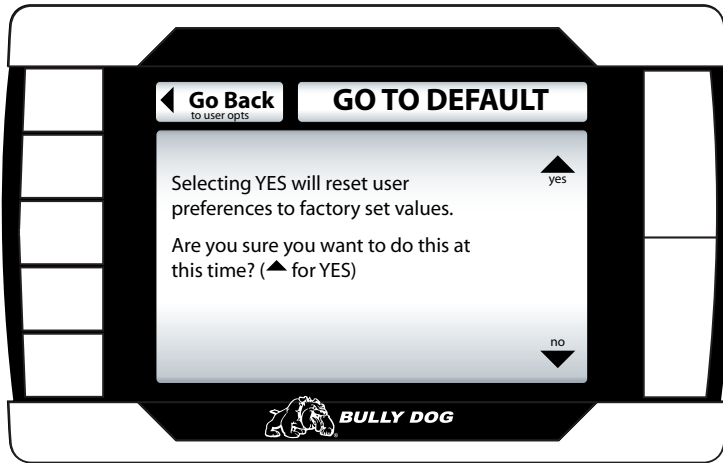 Go Back
to user opts
GO TO DEFAULT
Selecting YES will reset user
preferences to factory set values.
Are you sure you want to do this at
this time? (▲ for YES)
yes
no
BULLY DOG